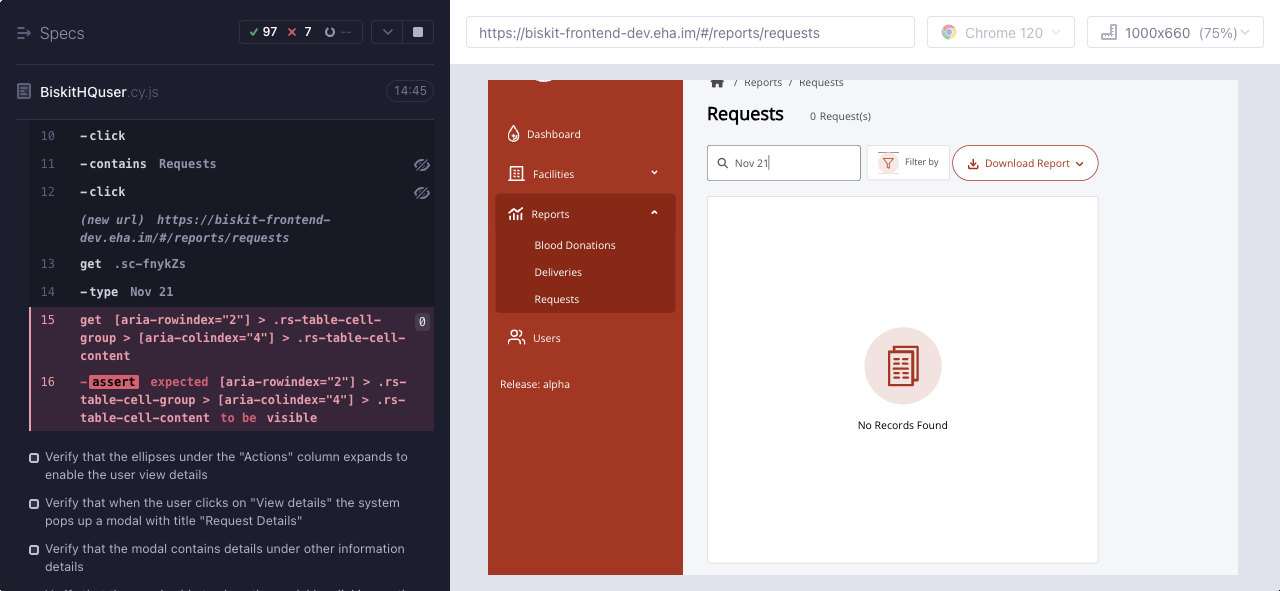 Specs
97 7 --
BiskitHQuser.cy.js 14:45
10 -click
11 -contains Requests
12 -click
(new url) https://biskit-frontend-
dev.eha.im/#/reports/requests
13 get .sc-fnykZs
14 -type Nov 21
15 get [aria-rowindex="2"] > .rs-table-cell- 0
group > [aria-colindex="4"] > .rs-table-cell-
content
16 -assert expected [aria-rowindex="2"] > .rs-
table-cell-group > [aria-colindex="4"] > .rs-
table-cell-content to be visible
Verify that the ellipses under the "Actions" column expands to
enable the user view details
Verify that when the user clicks on "View details" the system
pops up a modal with title "Request Details"
Verify that the modal contains details under other information
details
https://biskit-frontend-dev.eha.im/#/reports/requests
Chrome 120
1000x660 (75%)
Dashboard
Facilities
Reports
Blood Donations
Deliveries
Requests
Users
Release: alpha
/ Reports / Requests
Requests 0 Request(s)
Nov 21
Filter by
Download Report
No Records Found